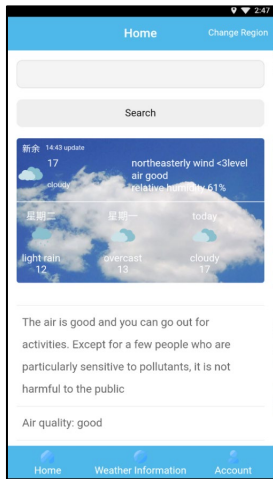 2:47
Home
Change Region
Search
新余 14:43 update
17
cloudy
northeasterly wind <3level
air good
relative humidity 61%
星期二 星期一 today
light rain overcast cloudy
12 13 17
The air is good and you can go out for
activities. Except for a few people who are
particularly sensitive to pollutants, it is not
harmful to the public
Air quality: good
Home Weather Information Account